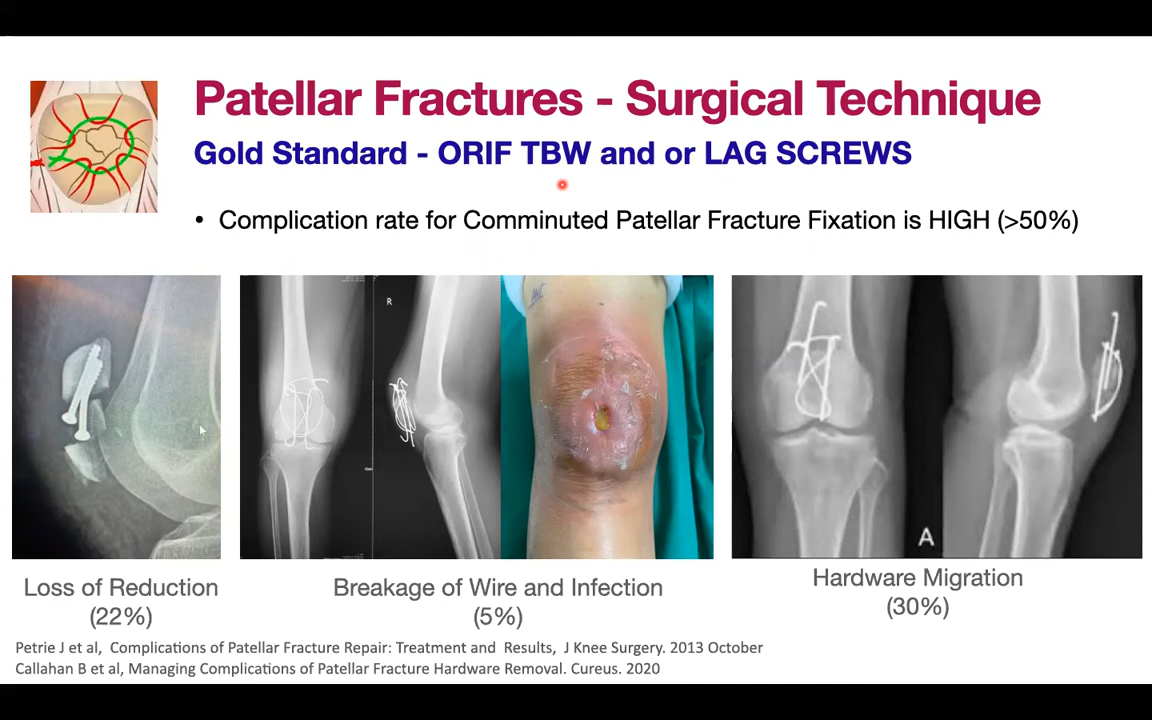 Patellar Fractures - Surgical Technique
Gold Standard - ORIF TBW and or LAG SCREWS
• Complication rate for Comminuted Patellar Fracture Fixation is HIGH (>50%)
R
A
Loss of Reduction
(22%)
Breakage of Wire and Infection
(5%)
Hardware Migration
(30%)
Petrie J et al, Complications of Patellar Fracture Repair: Treatment and Results, J Knee Surgery. 2013 October
Callahan B et al, Managing Complications of Patellar Fracture Hardware Removal. Cureus. 2020